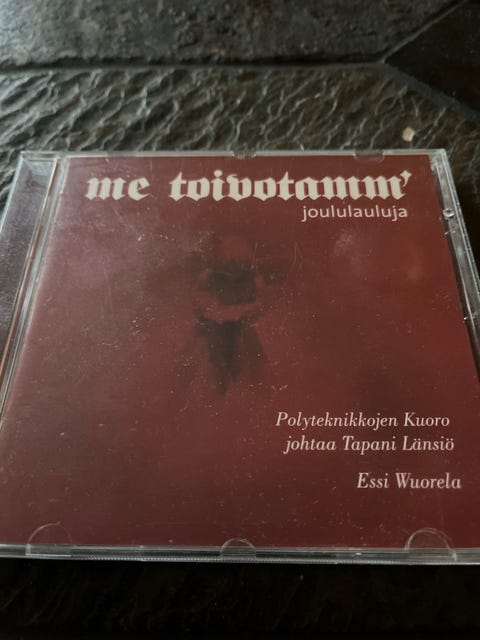 me toivotamm'
joululauluja
Polyteknikkojen Kuoro
johtaa Tapani Länsiö
Essi Wuorela